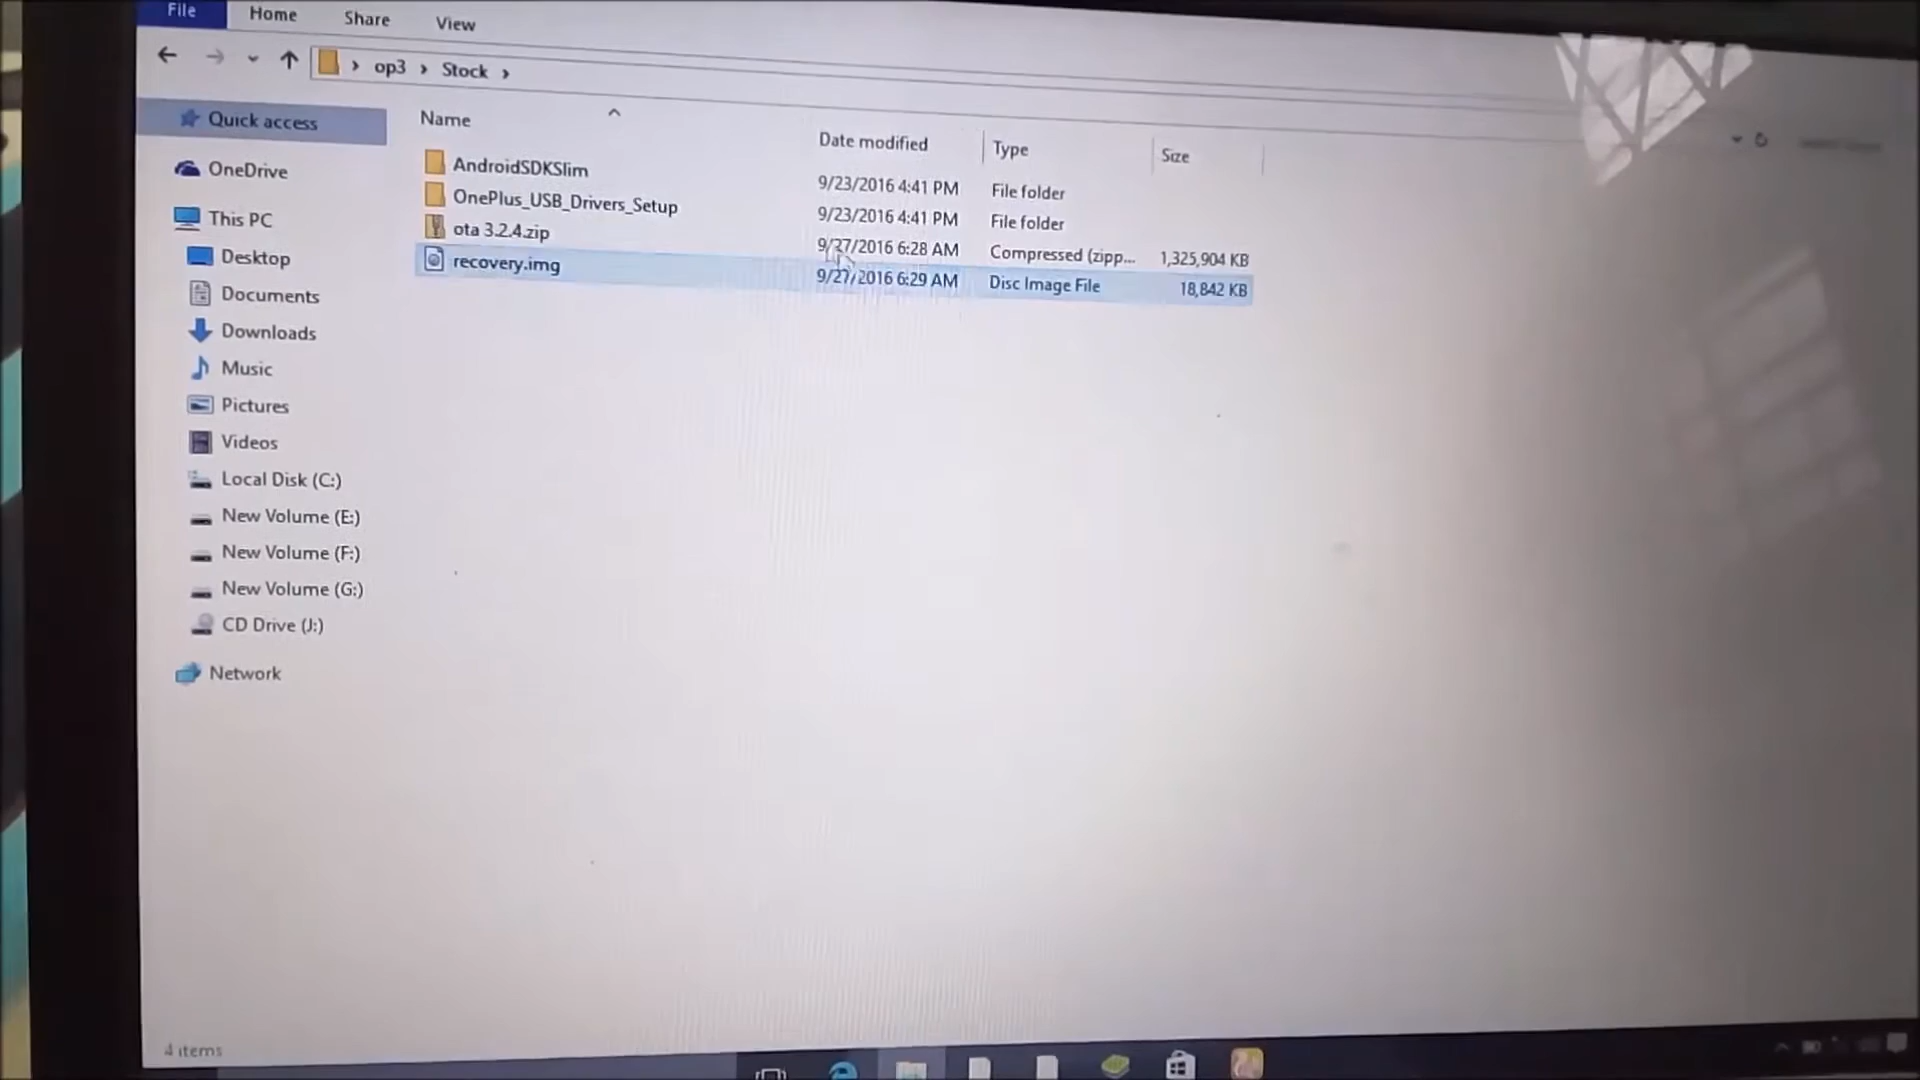 File Home Share View
op3 › Stock ›
Quick access
OneDrive
This PC
Desktop
Documents
Downloads
Music
Pictures
Videos
Local Disk (C:)
New Volume (E:)
New Volume (F:)
New Volume (G:)
CD Drive (J:)
Network
Name Date modified Type Size
AndroidSDKSlim 9/23/2016 4:41 PM File folder
OnePlus_USB_Drivers_Setup 9/23/2016 4:41 PM File folder
ota 3.2.4.zip 9/27/2016 6:28 AM Compressed (zipp... 1,325,904 KB
recovery.img 9/27/2016 6:29 AM Disc Image File 18,842 KB
4 items